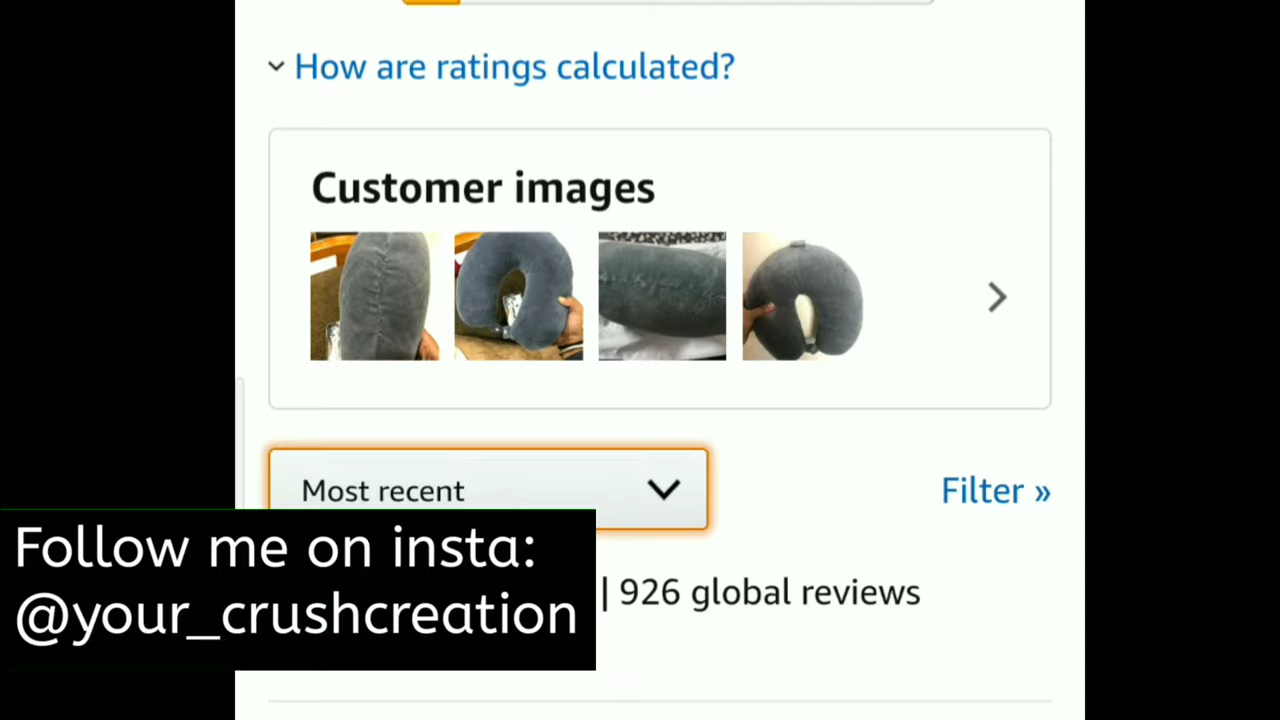 How are ratings calculated?
Customer images
Most recent
Filter »
| 926 global reviews
Follow me on insta:
@your_crushcreation